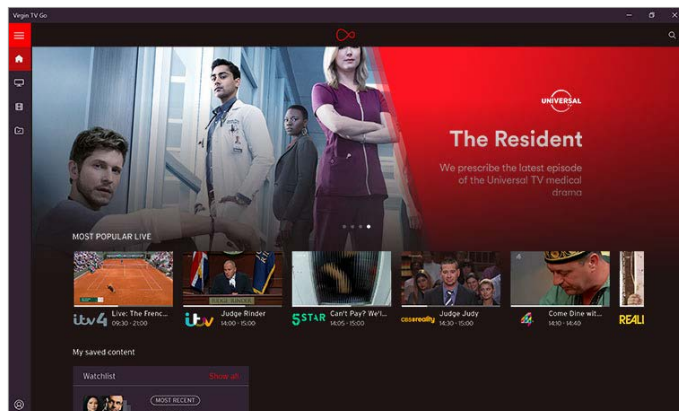 Virgin TV Go
UNIVERSAL
The Resident
We prescribe the latest episode
of the Universal TV medical
drama
MOST POPULAR LIVE
itv4
Live: The Frenc...
09:30 - 21:00
itv
Judge Rinder
14:00 - 15:00
5STAR
Can't Pay? We'l...
14:05 - 15:00
cbsreality
Judge Judy
14:30 - 15:00
4
Come Dine wit...
14:10 - 14:40
REALI
My saved content
Watchlist
Show all
MOST RECENT